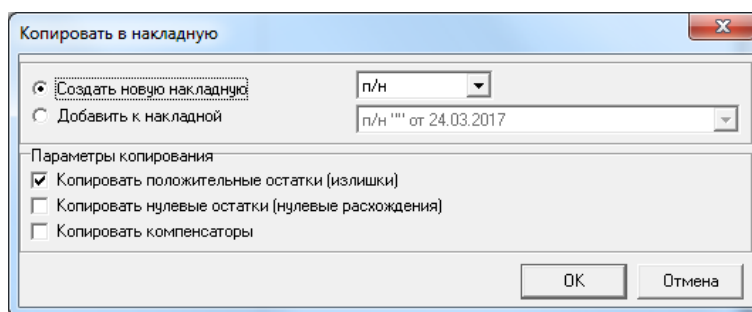 Копировать в накладную
Создать новую накладную п/н
Добавить к накладной п/н "" от 24.03.2017
Параметры копирования
Копировать положительные остатки (излишки)
Копировать нулевые остатки (нулевые расхождения)
Копировать компенсаторы
OK Отмена